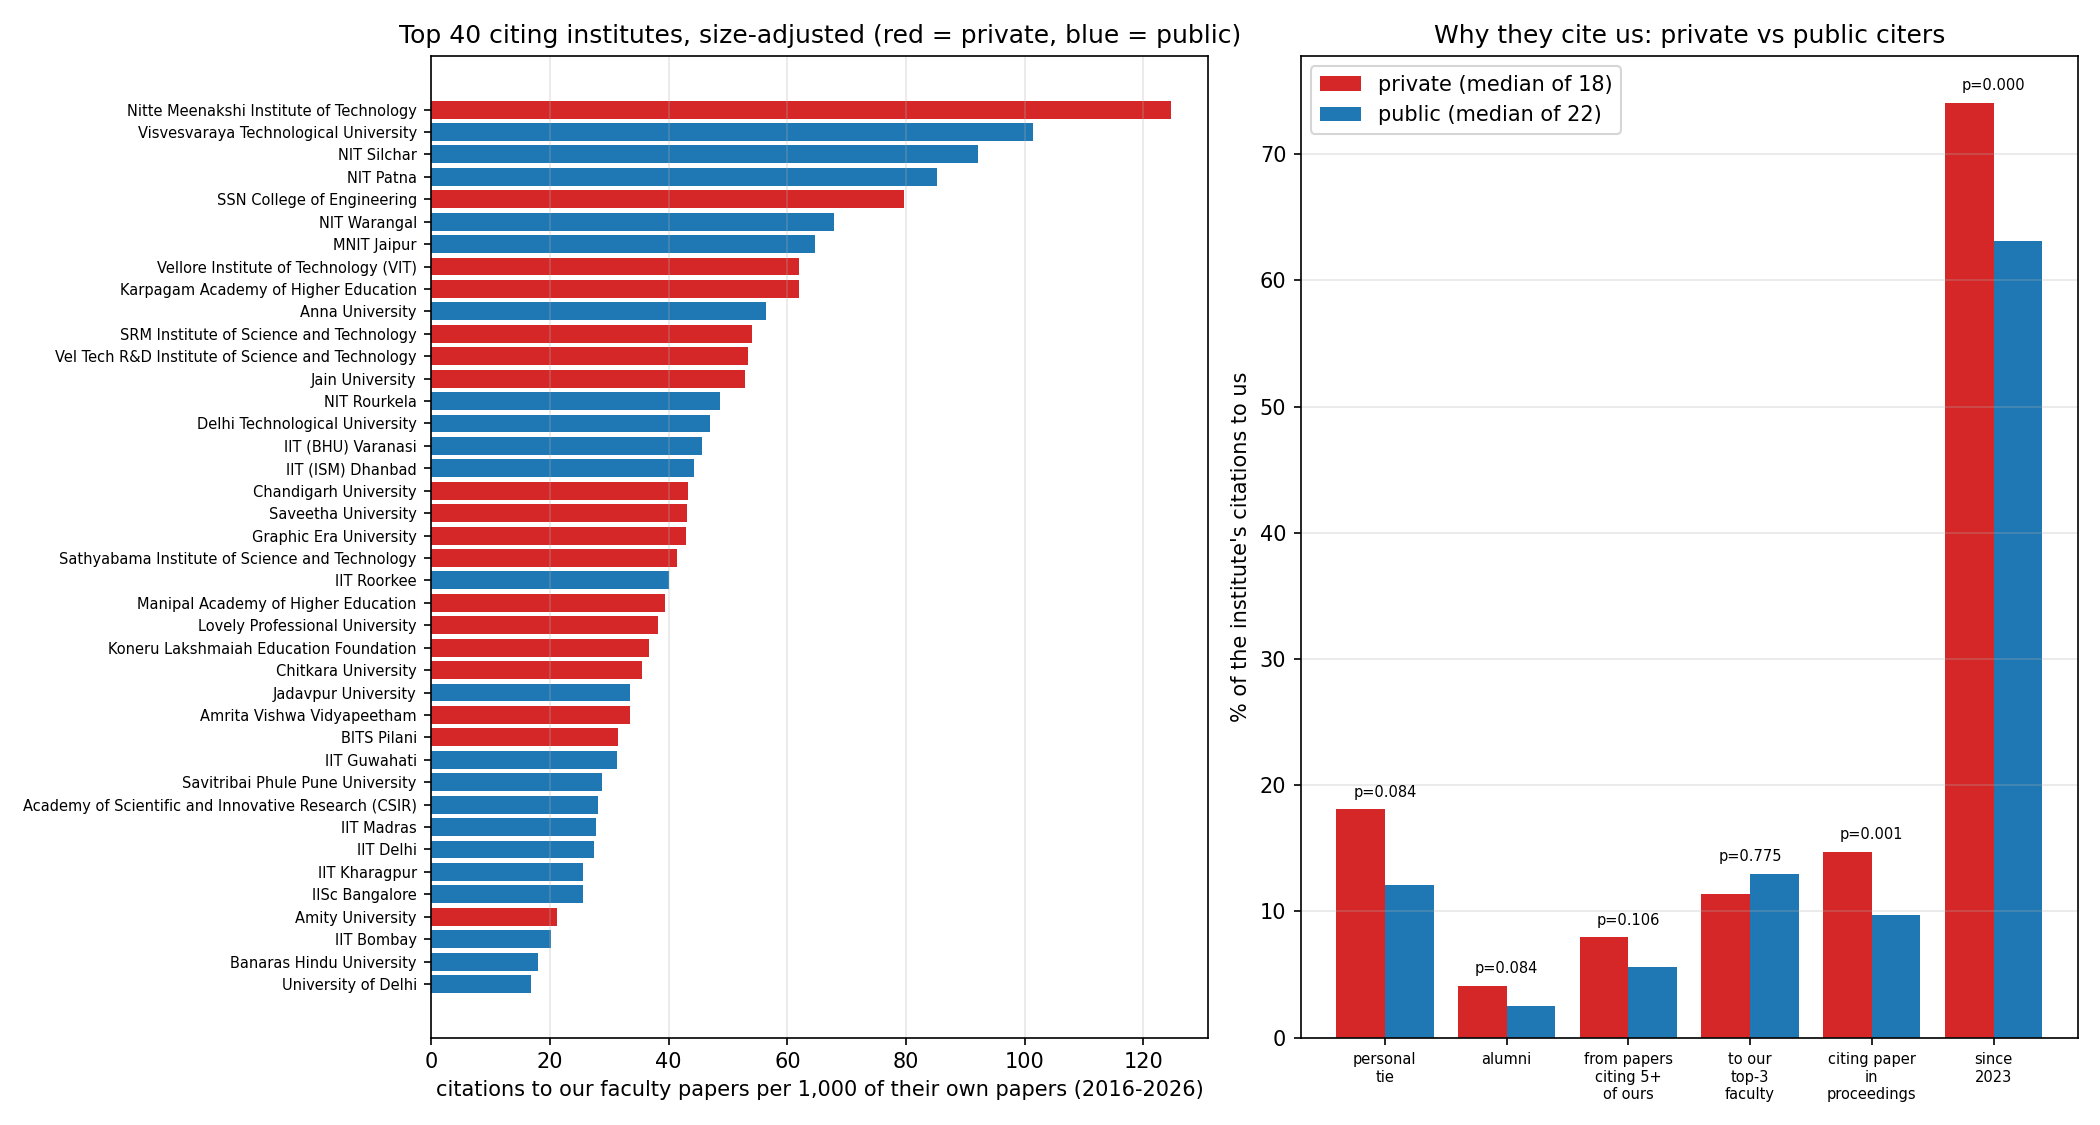 Top 40 citing institutes, size-adjusted (red = private, blue = public)
Nitte Meenakshi Institute of Technology
Visvesvaraya Technological University
NIT Silchar
NIT Patna
SSN College of Engineering
NIT Warangal
MNIT Jaipur
Vellore Institute of Technology (VIT)
Karpagam Academy of Higher Education
Anna University
SRM Institute of Science and Technology
Vel Tech R&D Institute of Science and Technology
Jain University
NIT Rourkela
Delhi Technological University
IIT (BHU) Varanasi
IIT (ISM) Dhanbad
Chandigarh University
Saveetha University
Graphic Era University
Sathyabama Institute of Science and Technology
IIT Roorkee
Manipal Academy of Higher Education
Lovely Professional University
Koneru Lakshmaiah Education Foundation
Chitkara University
Jadavpur University
Amrita Vishwa Vidyapeetham
BITS Pilani
IIT Guwahati
Savitribai Phule Pune University
Academy of Scientific and Innovative Research (CSIR)
IIT Madras
IIT Delhi
IIT Kharagpur
IISc Bangalore
Amity University
IIT Bombay
Banaras Hindu University
University of Delhi
0 20 40 60 80 100 120
citations to our faculty papers per 1,000 of their own papers (2016-2026)
Why they cite us: private vs public citers
private (median of 18)
public (median of 22)
% of the institute's citations to us
70
60
50
40
30
20
10
0
p=0.084
p=0.084
p=0.106
p=0.775
p=0.001
p=0.000
personal
tie
alumni
from papers
citing 5+
of ours
to our
top-3
faculty
citing paper
in
proceedings
since
2023